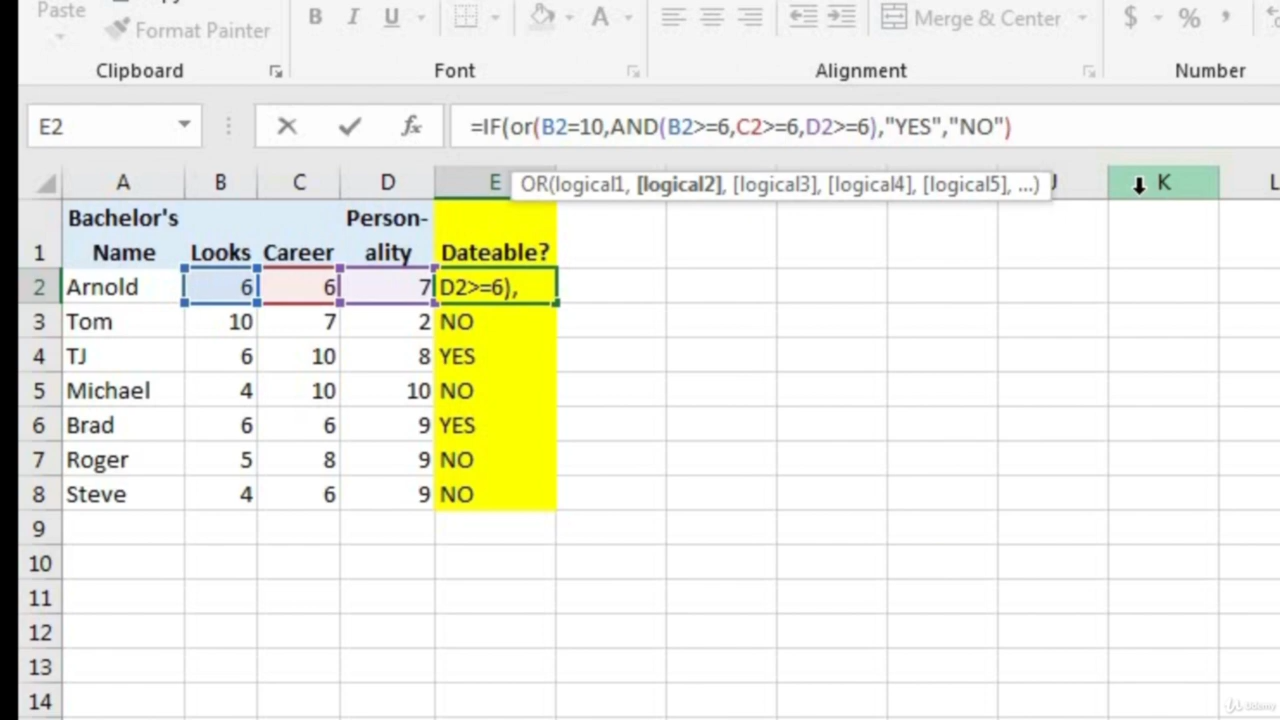 Paste
Format Painter
B I U A
Merge & Center
$ % ,
Clipboard Font Alignment Number
E2 fx =IF(or(B2=10,AND(B2>=6,C2>=6,D2>=6),"YES","NO")
OR(logical1, [logical2], [logical3], [logical4], [logical5], ...)
A B C D E K L
Bachelor's Person-
1 Name Looks Career ality Dateable?
2 Arnold 6 6 7 D2>=6),
3 Tom 10 7 2 NO
4 TJ 6 10 8 YES
5 Michael 4 10 10 NO
6 Brad 6 6 9 YES
7 Roger 5 8 9 NO
8 Steve 4 6 9 NO
9
10
11
12
13
14
Udemy